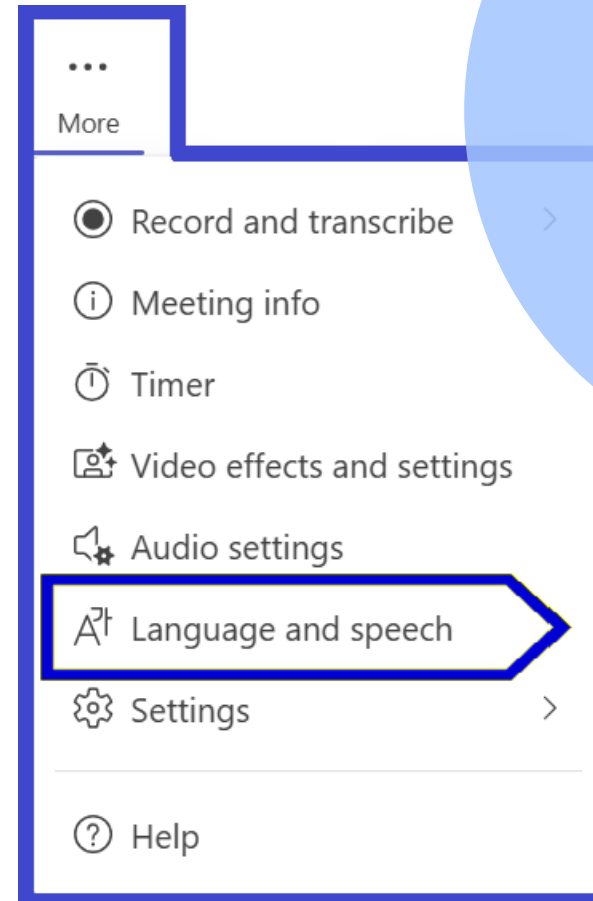 ...
More
Record and transcribe
Meeting info
Timer
Video effects and settings
Audio settings
Language and speech
Settings
Help